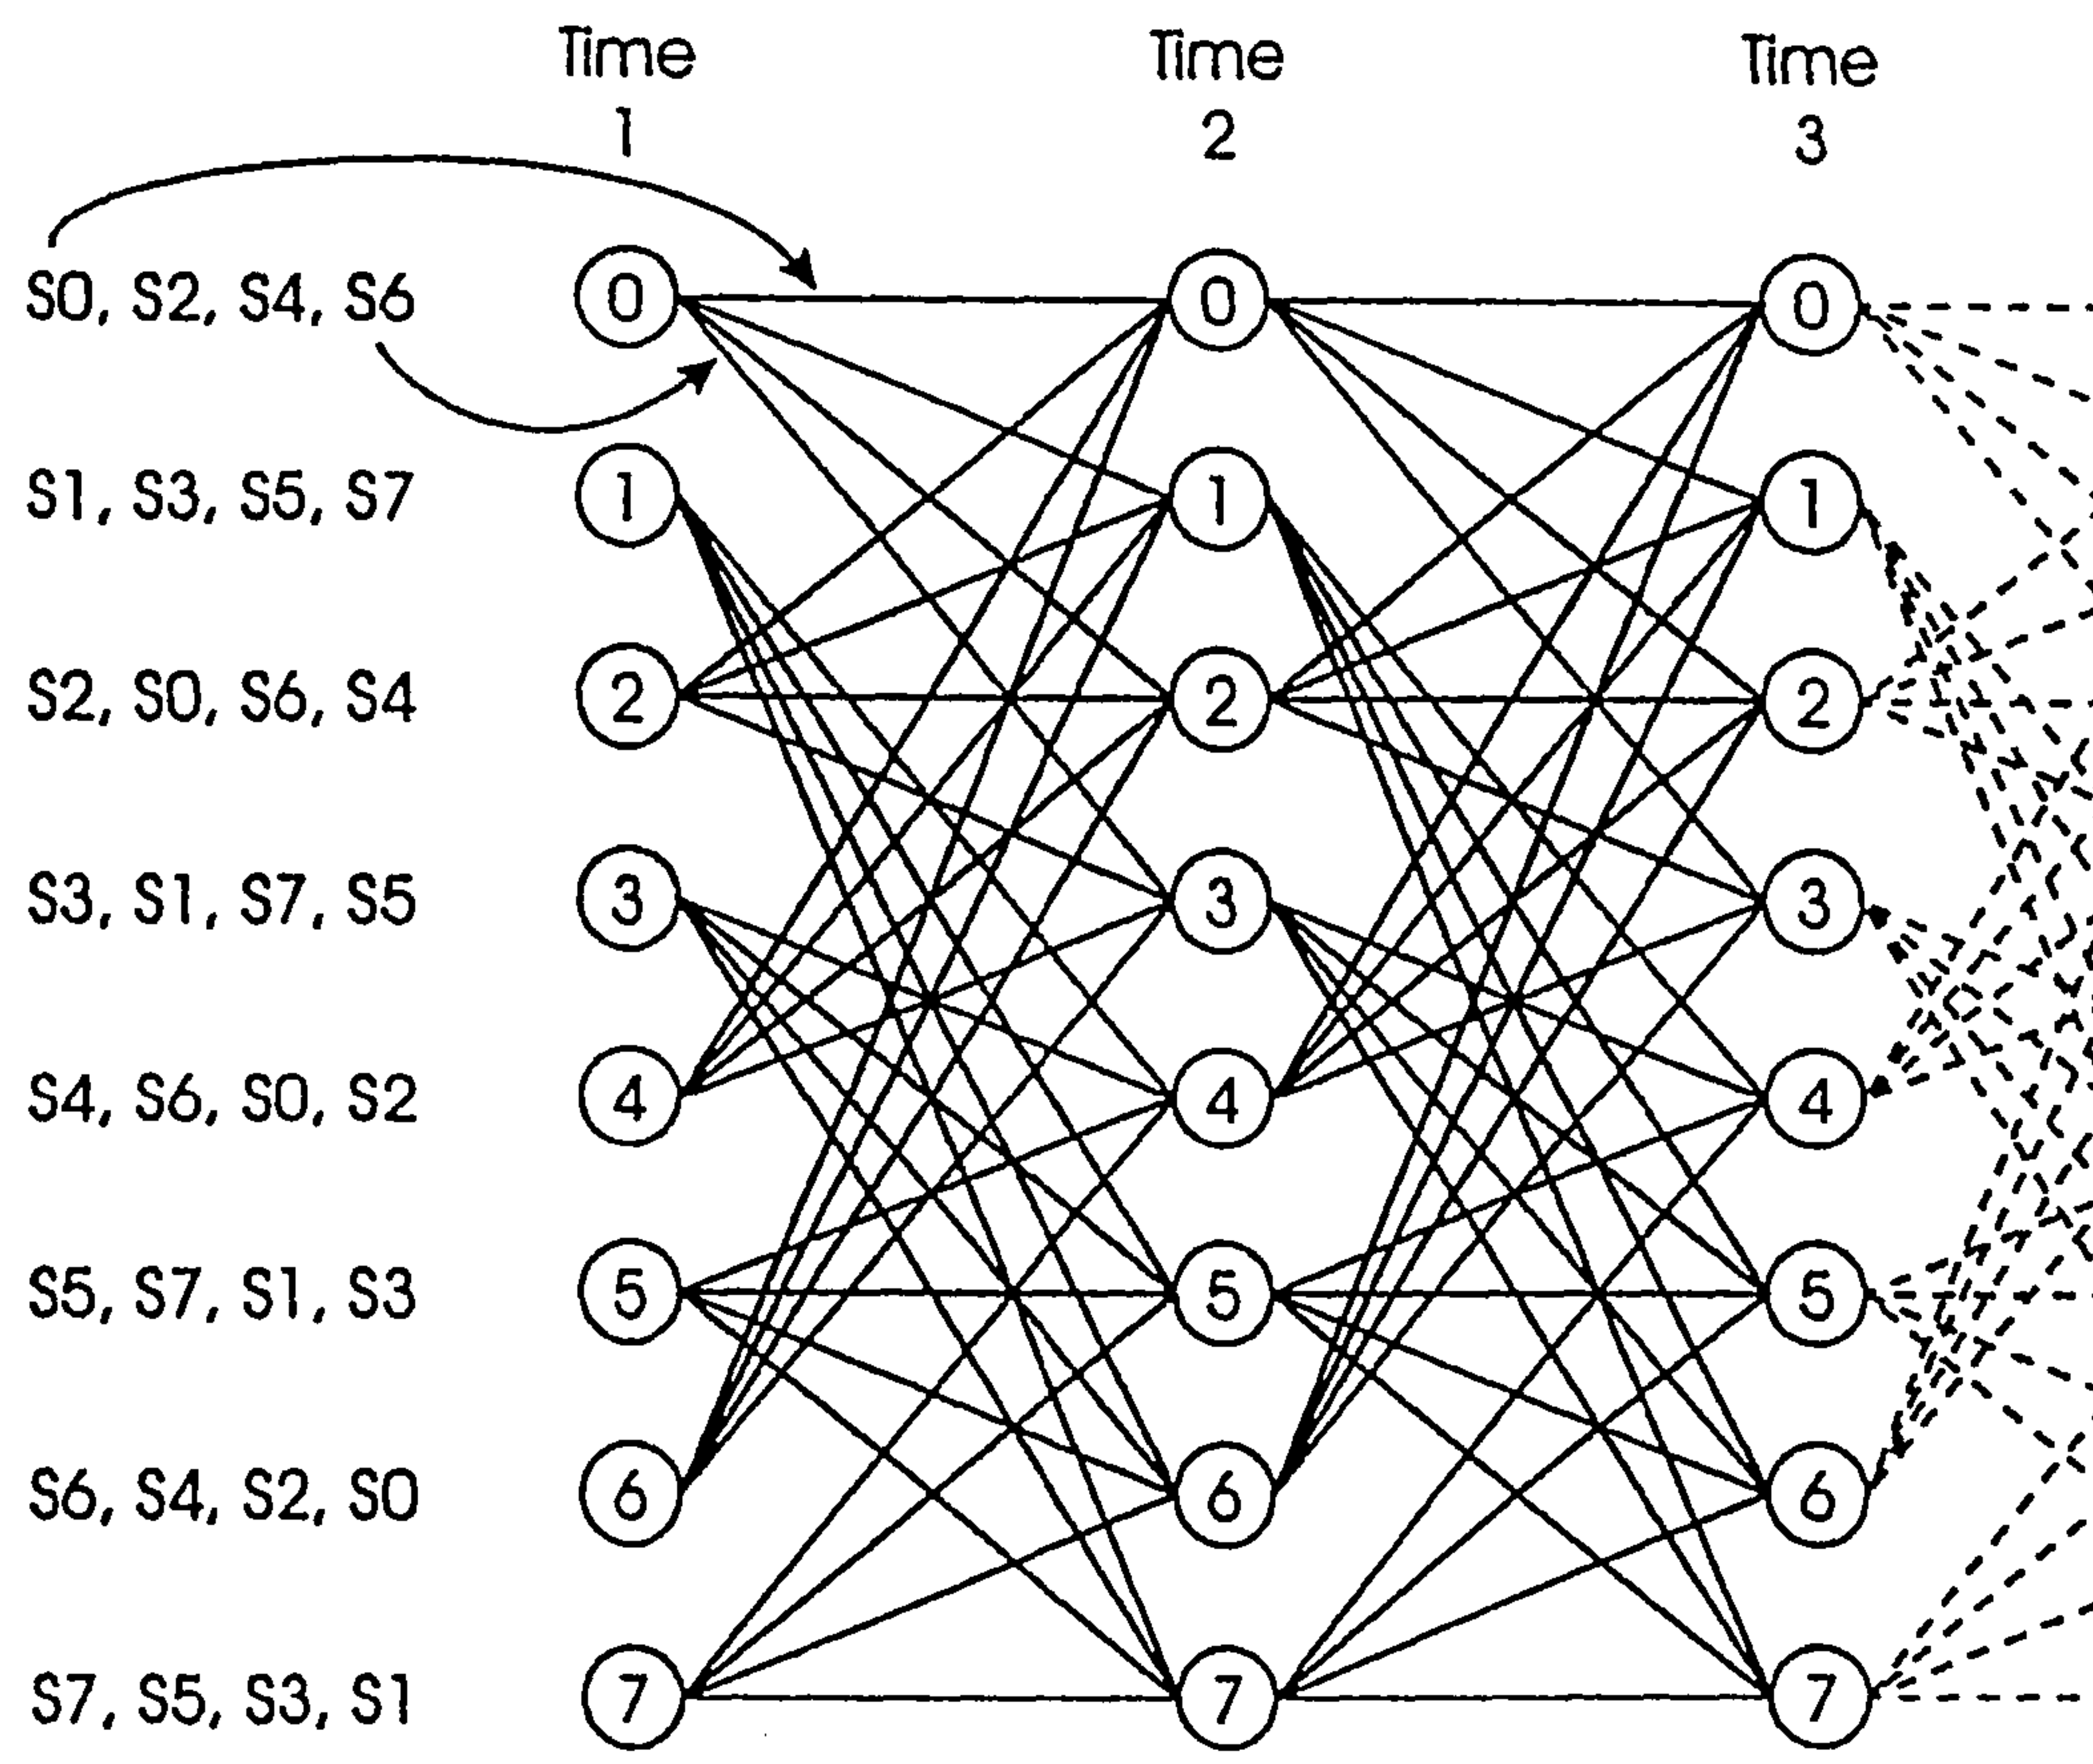 Time Time Time
1 2 3
S0, S2, S4, S6 0 0 0
S1, S3, S5, S7 1 1 1
S2, S0, S6, S4 2 2 2
S3, S1, S7, S5 3 3 3
S4, S6, S0, S2 4 4 4
S5, S7, S1, S3 5 5 5
S6, S4, S2, S0 6 6 6
S7, S5, S3, S1 7 7 7